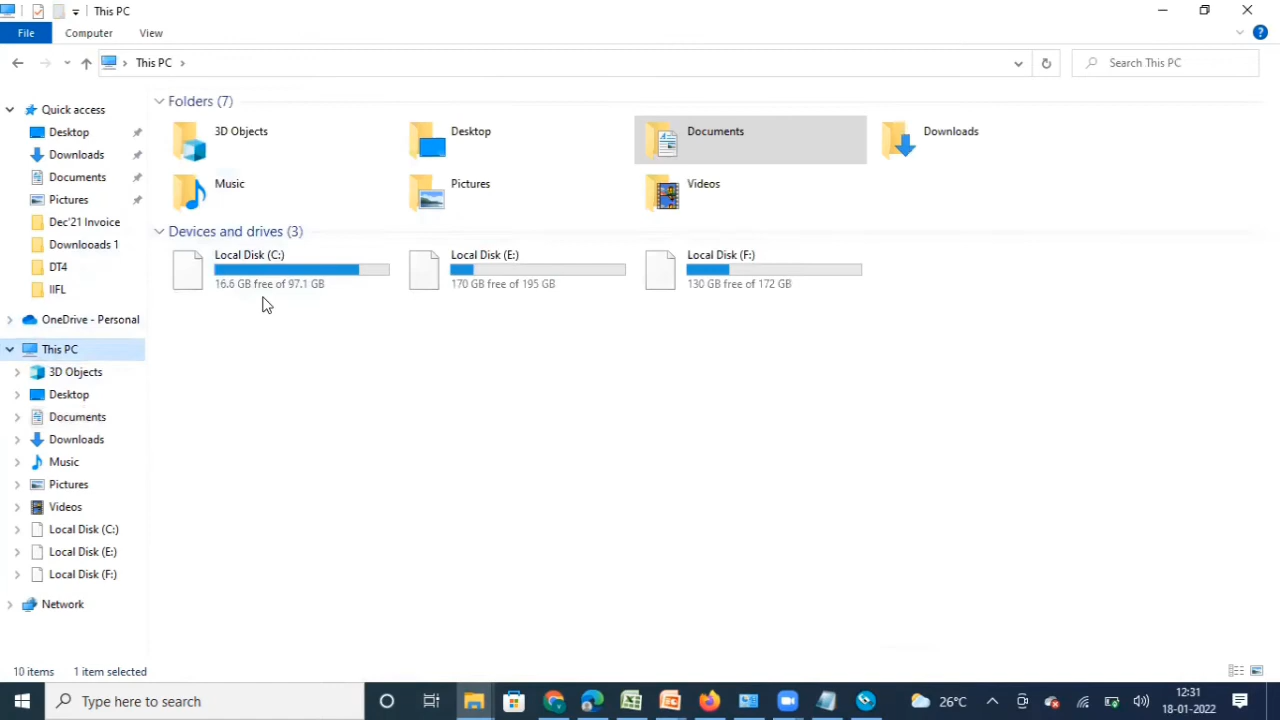 This PC
File Computer View
This PC
Search This PC
Quick access
Desktop
Downloads
Documents
Pictures
Dec'21 Invoice
Downlooads 1
DT4
IIFL
OneDrive - Personal
This PC
3D Objects
Desktop
Documents
Downloads
Music
Pictures
Videos
Local Disk (C:)
Local Disk (E:)
Local Disk (F:)
Network
Folders (7)
3D Objects Desktop Documents Downloads
Music Pictures Videos
Devices and drives (3)
Local Disk (C:) Local Disk (E:) Local Disk (F:)
16.6 GB free of 97.1 GB 170 GB free of 195 GB 130 GB free of 172 GB
10 items 1 item selected
Type here to search
26°C
12:31
18-01-2022